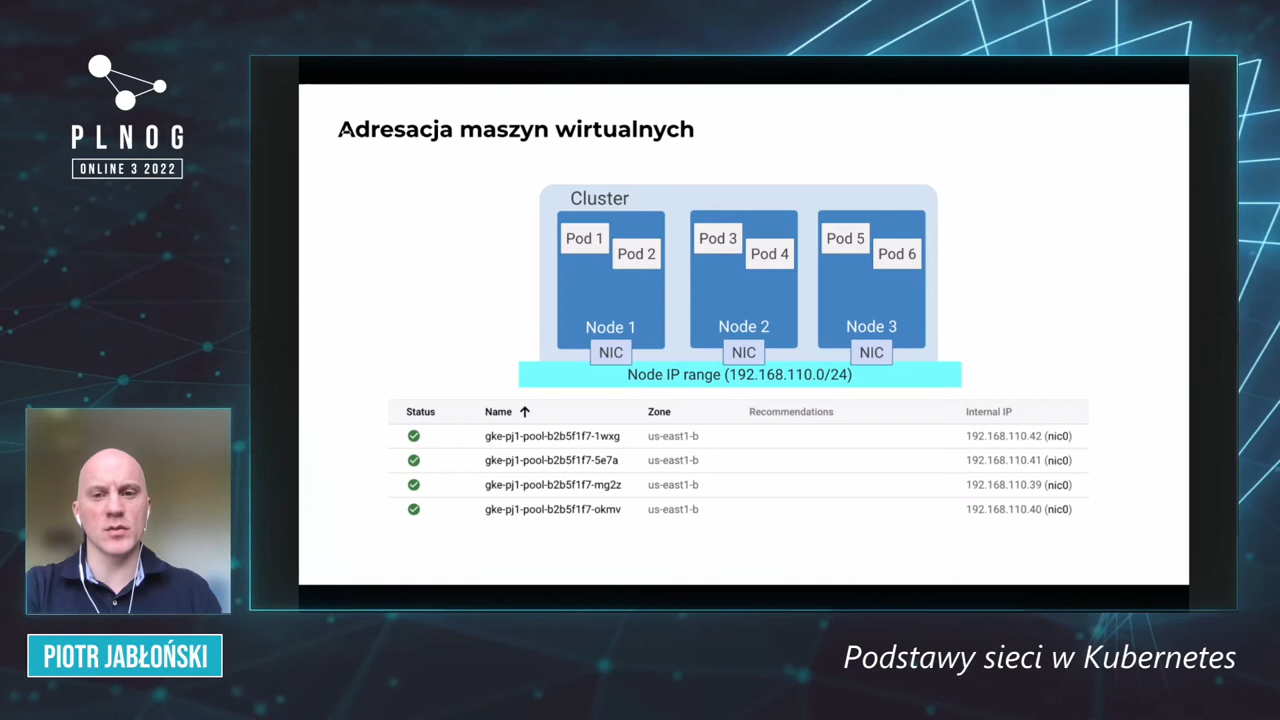 PLNOG
ONLINE 3 2022
Adresacja maszyn wirtualnych
Cluster
Pod 1
Pod 2
Node 1
NIC
Pod 3
Pod 4
Node 2
NIC
Pod 5
Pod 6
Node 3
NIC
Node IP range (192.168.110.0/24)
Status Name Zone Recommendations Internal IP
gke-pj1-pool-b2b5f1f7-1wxg us-east1-b 192.168.110.42 (nic0)
gke-pj1-pool-b2b5f1f7-5e7a us-east1-b 192.168.110.41 (nic0)
gke-pj1-pool-b2b5f1f7-mg2z us-east1-b 192.168.110.39 (nic0)
gke-pj1-pool-b2b5f1f7-okmv us-east1-b 192.168.110.40 (nic0)
PIOTR JABŁOŃSKI
Podstawy sieci w Kubernetes